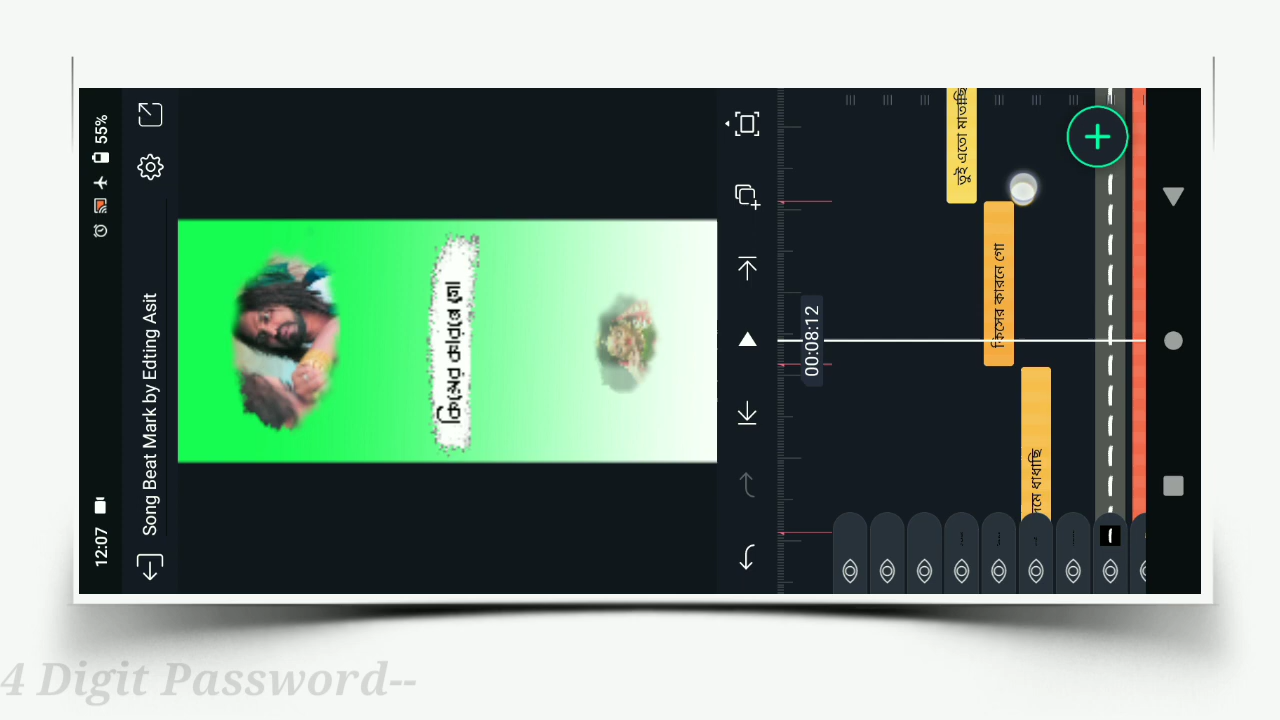 12:07
55%
Song Beat Mark by Edting Asit
কিসের কারনে গো
00:08:12
তুই এতো মাতাছি
কিসের কারনে গো
4 Digit Password--